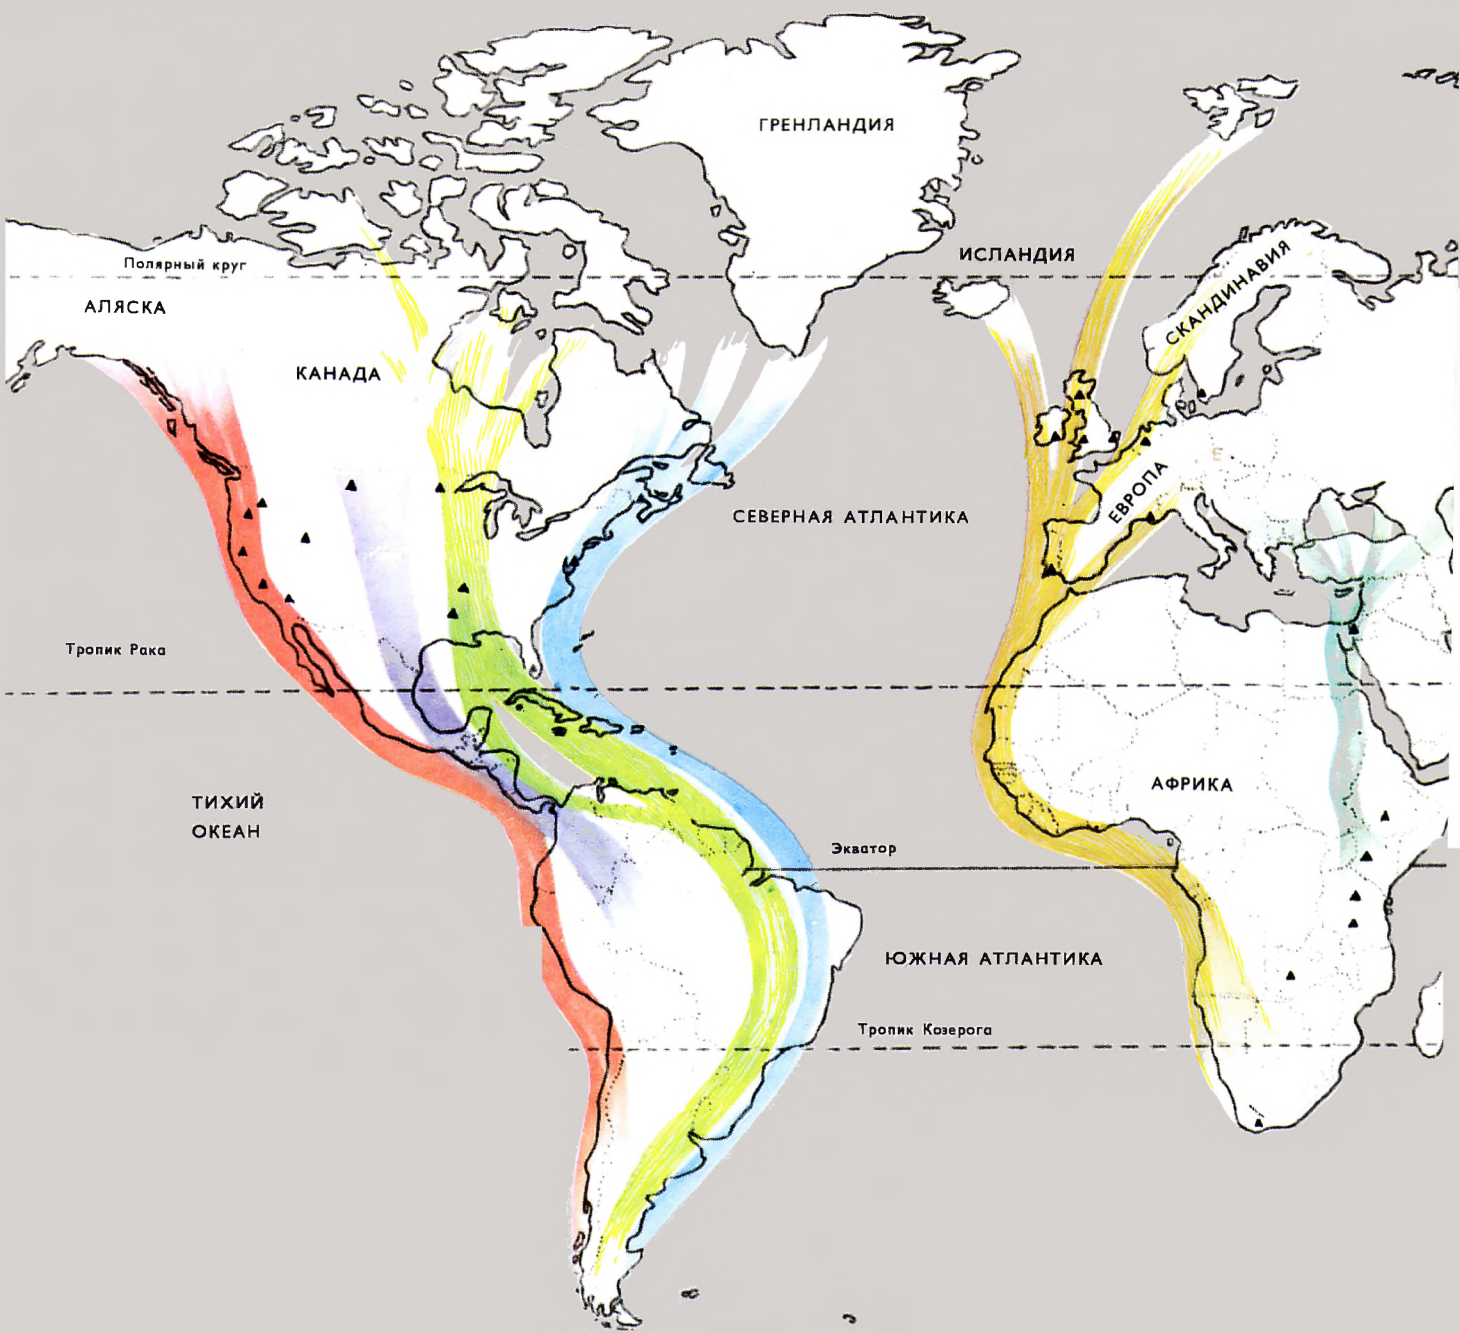 ГРЕНЛАНДИЯ
ИСЛАНДИЯ
Полярный круг
СКАНДИНАВИЯ
АЛЯСКА
КАНАДА
ЕВРОПА
СЕВЕРНАЯ АТЛАНТИКА
Тропик Рака
АФРИКА
ТИХИЙ
ОКЕАН
Экватор
ЮЖНАЯ АТЛАНТИКА
Тропик Козерога